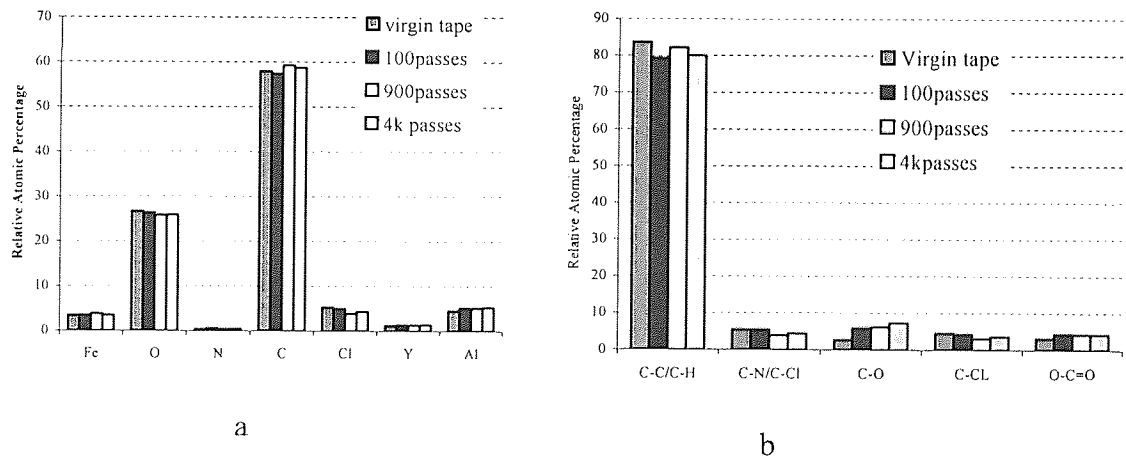 70
60
50
40
30
20
10
0
Relative Atomic Percentage
virgin tape
100passes
900passes
4k passes
Fe O N C Cl Y Al
a
90
80
70
60
50
40
30
20
10
0
Relative Atomic Percentage
Virgin tape
100passes
900passes
4kpasses
C-C/C-H C-N/C-Cl C-O C-CL O-C=O
b